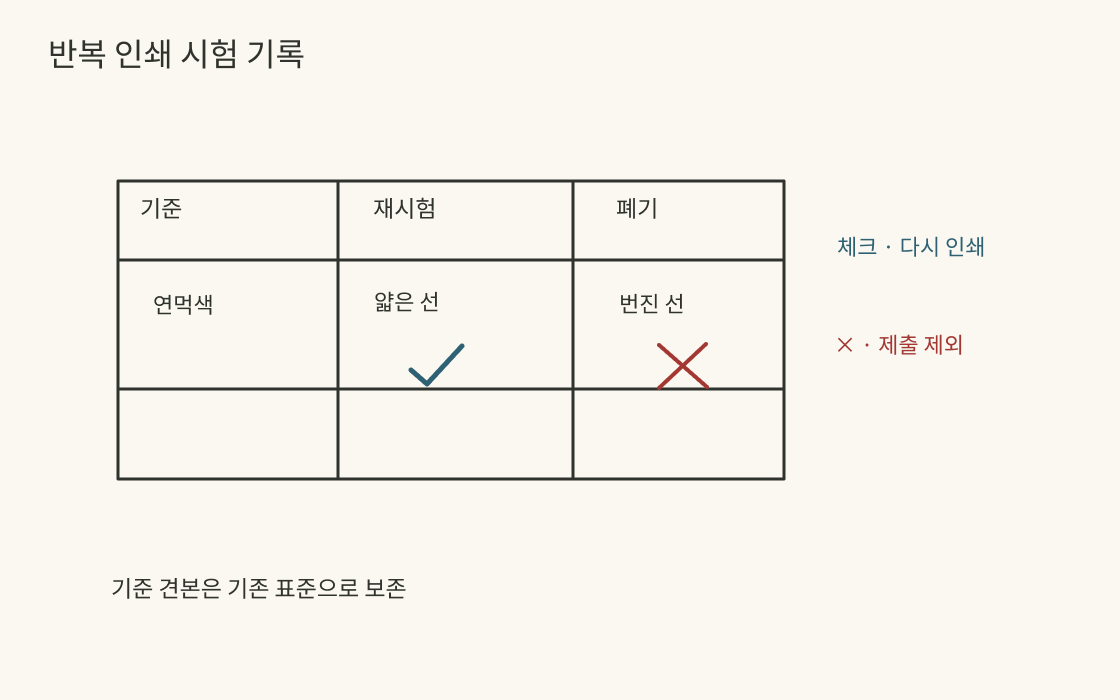 반복 인쇄 시험 기록
기준 재시험 폐기
연먹색 얇은 선 번진 선
체크 · 다시 인쇄
× · 제출 제외
기준 견본은 기존 표준으로 보존